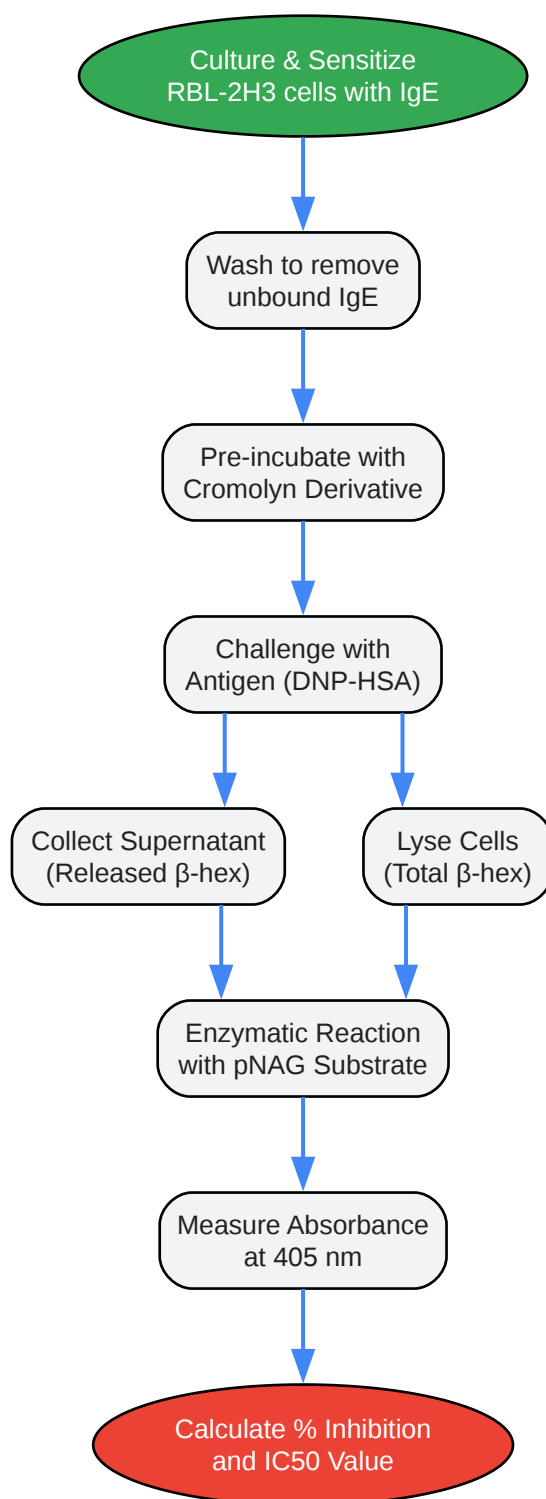 Culture & Sensitize
RBL-2H3 cells with IgE
Wash to remove
unbound IgE
Pre-incubate with
Cromolyn Derivative
Challenge with
Antigen (DNP-HSA)
Collect Supernatant
(Released β-hex)
Lyse Cells
(Total β-hex)
Enzymatic Reaction
with pNAG Substrate
Measure Absorbance
at 405 nm
Calculate % Inhibition
and IC50 Value